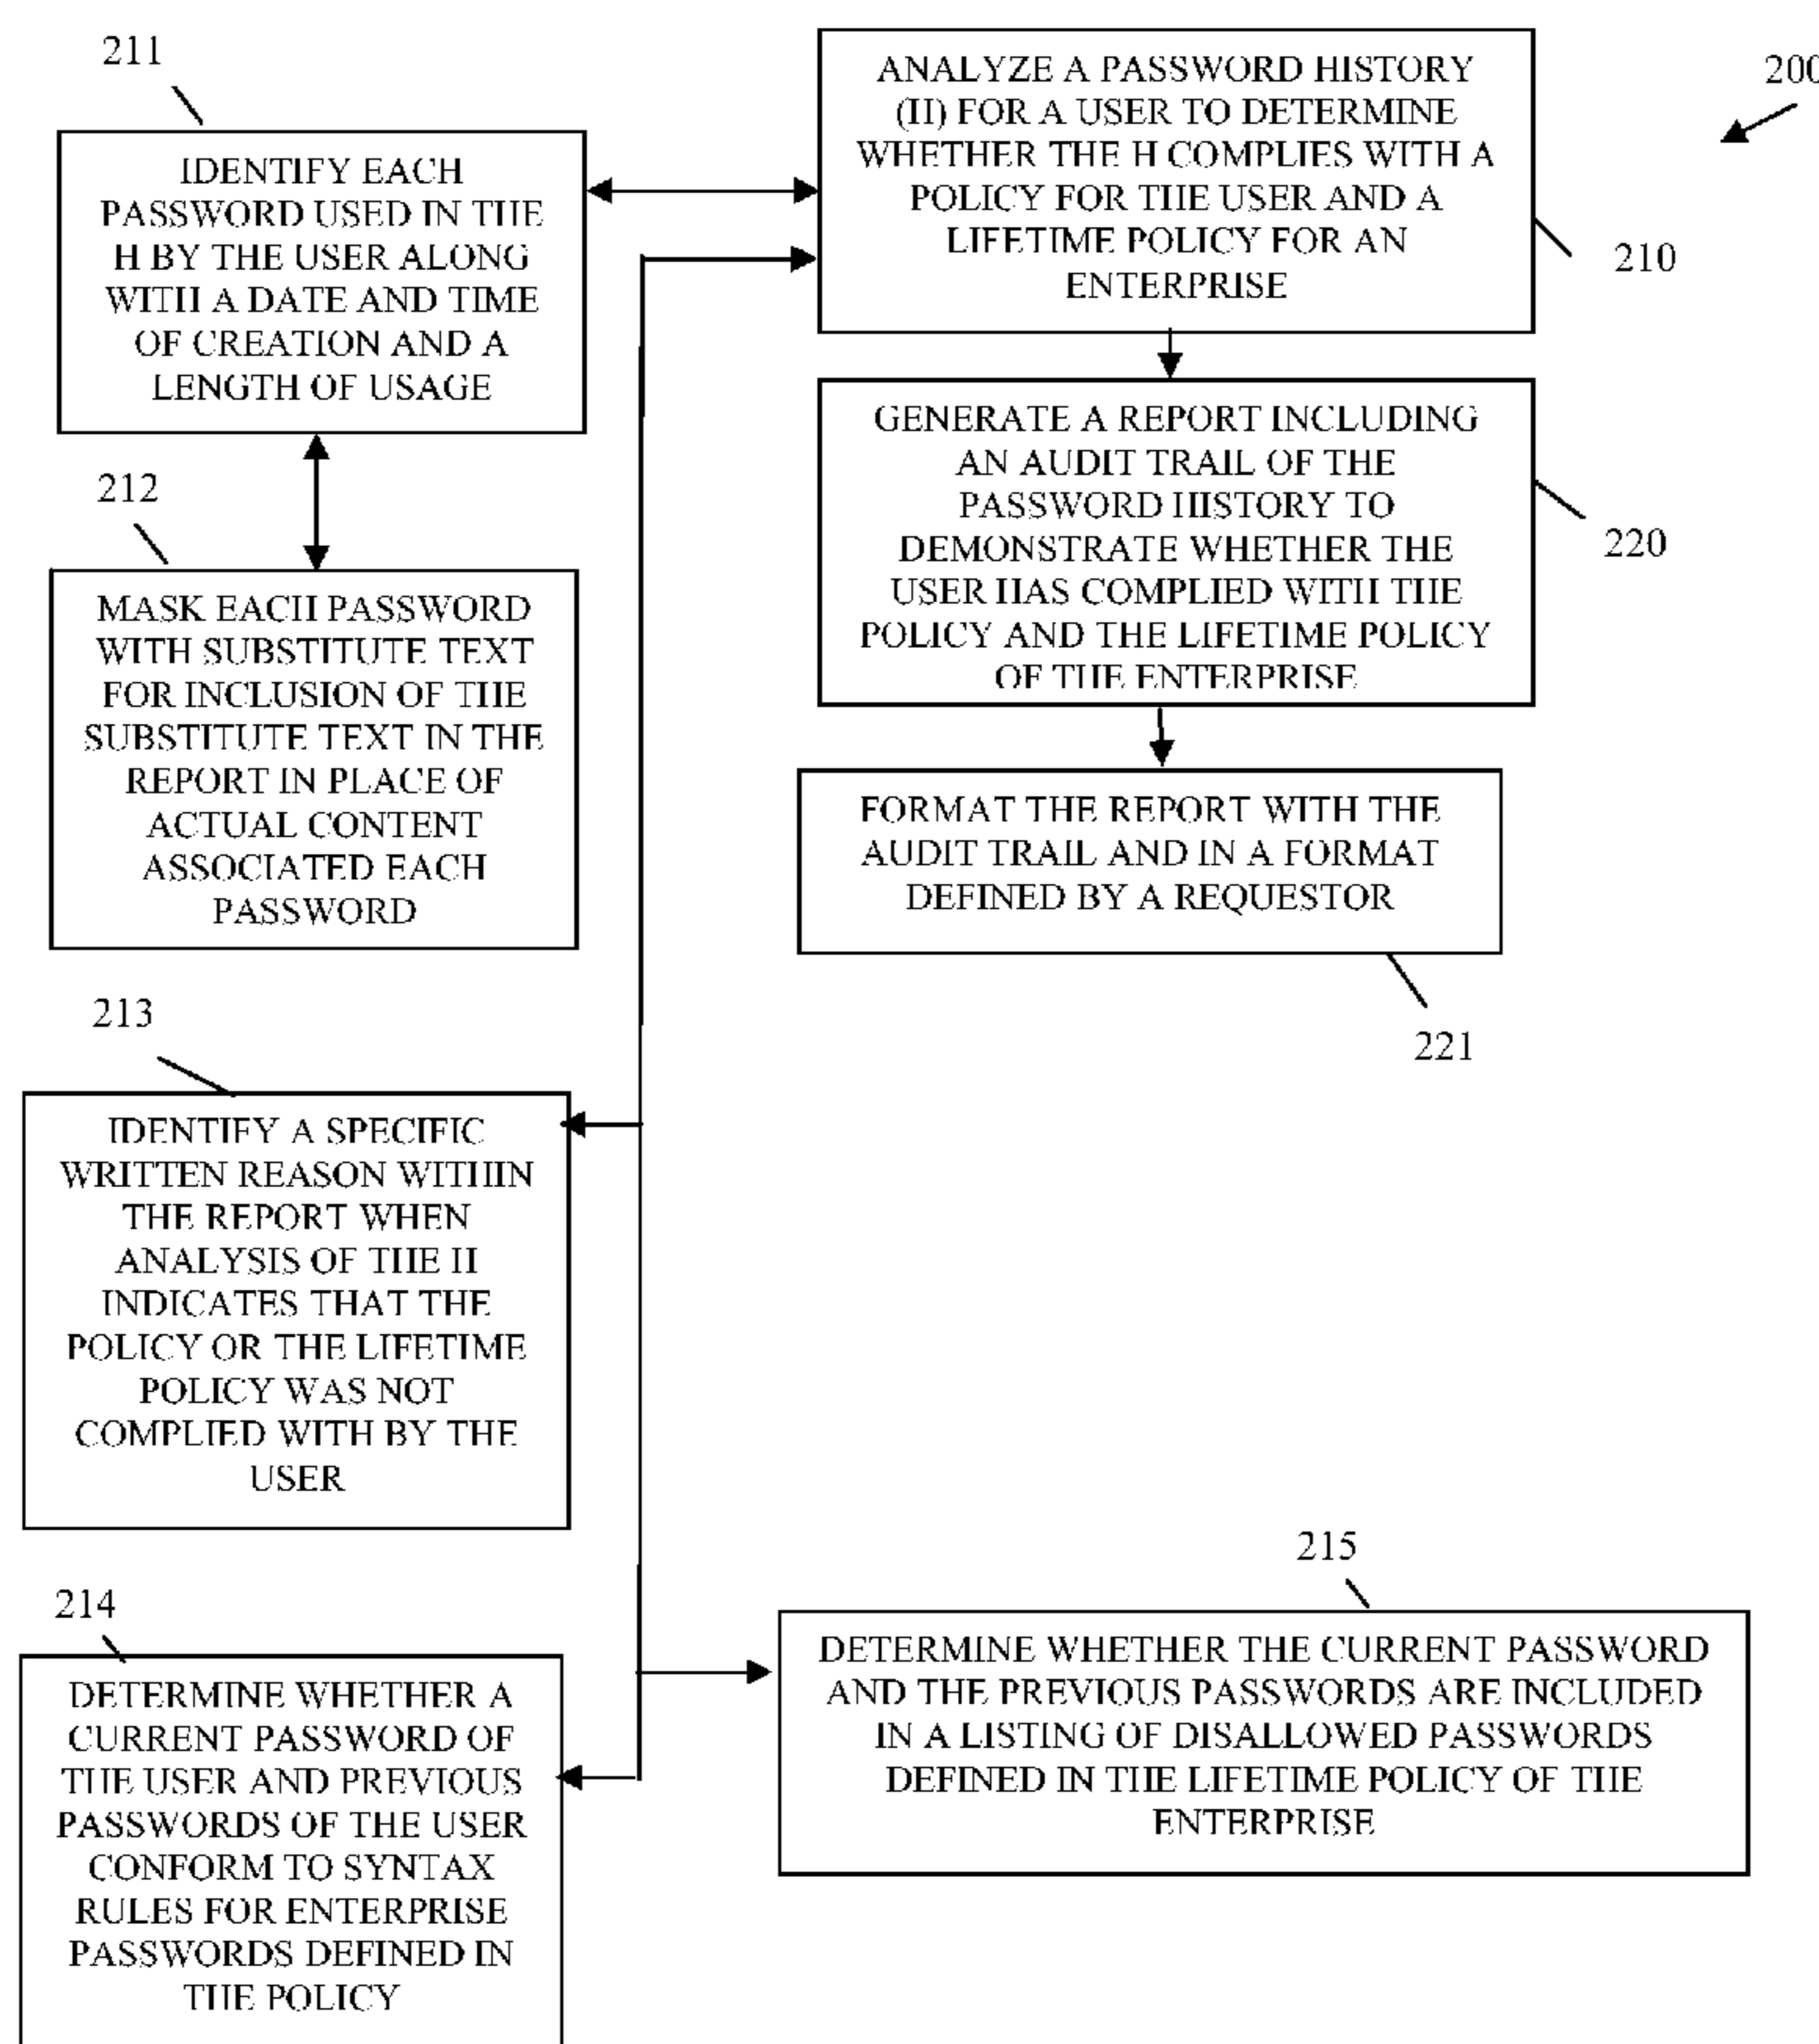 200
210
ANALYZE A PASSWORD HISTORY
(H) FOR A USER TO DETERMINE
WHETHER THE H COMPLIES WITH A
POLICY FOR THE USER AND A
LIFETIME POLICY FOR AN
ENTERPRISE
211
IDENTIFY EACH
PASSWORD USED IN THE
H BY THE USER ALONG
WITH A DATE AND TIME
OF CREATION AND A
LENGTH OF USAGE
212
MASK EACH PASSWORD
WITH SUBSTITUTE TEXT
FOR INCLUSION OF THE
SUBSTITUTE TEXT IN THE
REPORT IN PLACE OF
ACTUAL CONTENT
ASSOCIATED EACH
PASSWORD
220
GENERATE A REPORT INCLUDING
AN AUDIT TRAIL OF THE
PASSWORD HISTORY TO
DEMONSTRATE WHETHER THE
USER HAS COMPLIED WITH THE
POLICY AND THE LIFETIME POLICY
OF THE ENTERPRISE
221
FORMAT THE REPORT WITH THE
AUDIT TRAIL AND IN A FORMAT
DEFINED BY A REQUESTOR
213
IDENTIFY A SPECIFIC
WRITTEN REASON WITHIN
THE REPORT WHEN
ANALYSIS OF THE H
INDICATES THAT THE
POLICY OR THE LIFETIME
POLICY WAS NOT
COMPLIED WITH BY THE
USER
214
DETERMINE WHETHER A
CURRENT PASSWORD OF
THE USER AND PREVIOUS
PASSWORDS OF THE USER
CONFORM TO SYNTAX
RULES FOR ENTERPRISE
PASSWORDS DEFINED IN
THE POLICY
215
DETERMINE WHETHER THE CURRENT PASSWORD
AND THE PREVIOUS PASSWORDS ARE INCLUDED
IN A LISTING OF DISALLOWED PASSWORDS
DEFINED IN THE LIFETIME POLICY OF THE
ENTERPRISE